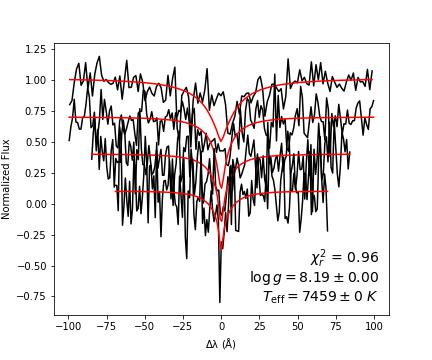 Normalized Flux
1.25
1.00
0.75
0.50
0.25
0.00
−0.25
−0.50
−0.75
χ²ᵣ = 0.96
log g = 8.19 ± 0.00
T_eff = 7459 ± 0 K
−100 −75 −50 −25 0 25 50 75 100
Δλ (Å)